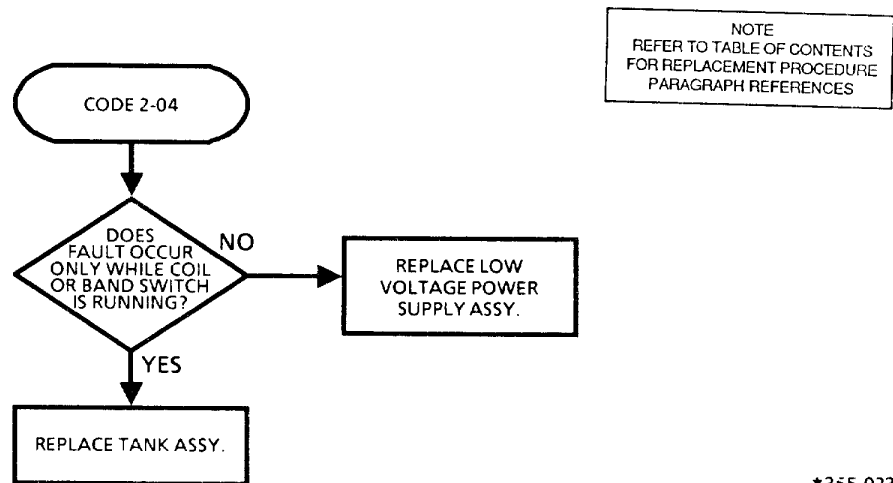 NOTE
REFER TO TABLE OF CONTENTS
FOR REPLACEMENT PROCEDURE
PARAGRAPH REFERENCES
CODE 2-04
DOES
FAULT OCCUR
ONLY WHILE COIL
OR BAND SWITCH
IS RUNNING?
NO
REPLACE LOW
VOLTAGE POWER
SUPPLY ASSY.
YES
REPLACE TANK ASSY.